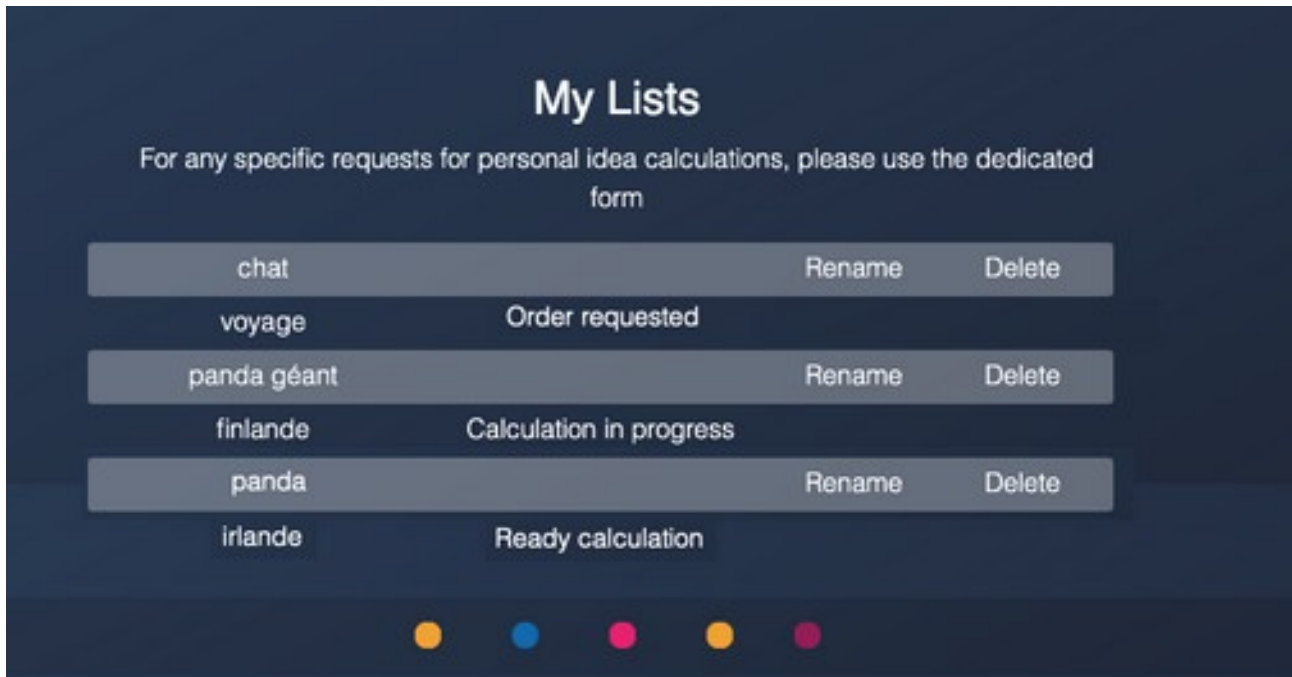 My Lists
For any specific requests for personal idea calculations, please use the dedicated
form
chat Rename Delete
voyage Order requested
panda géant Rename Delete
finlande Calculation in progress
panda Rename Delete
irlande Ready calculation